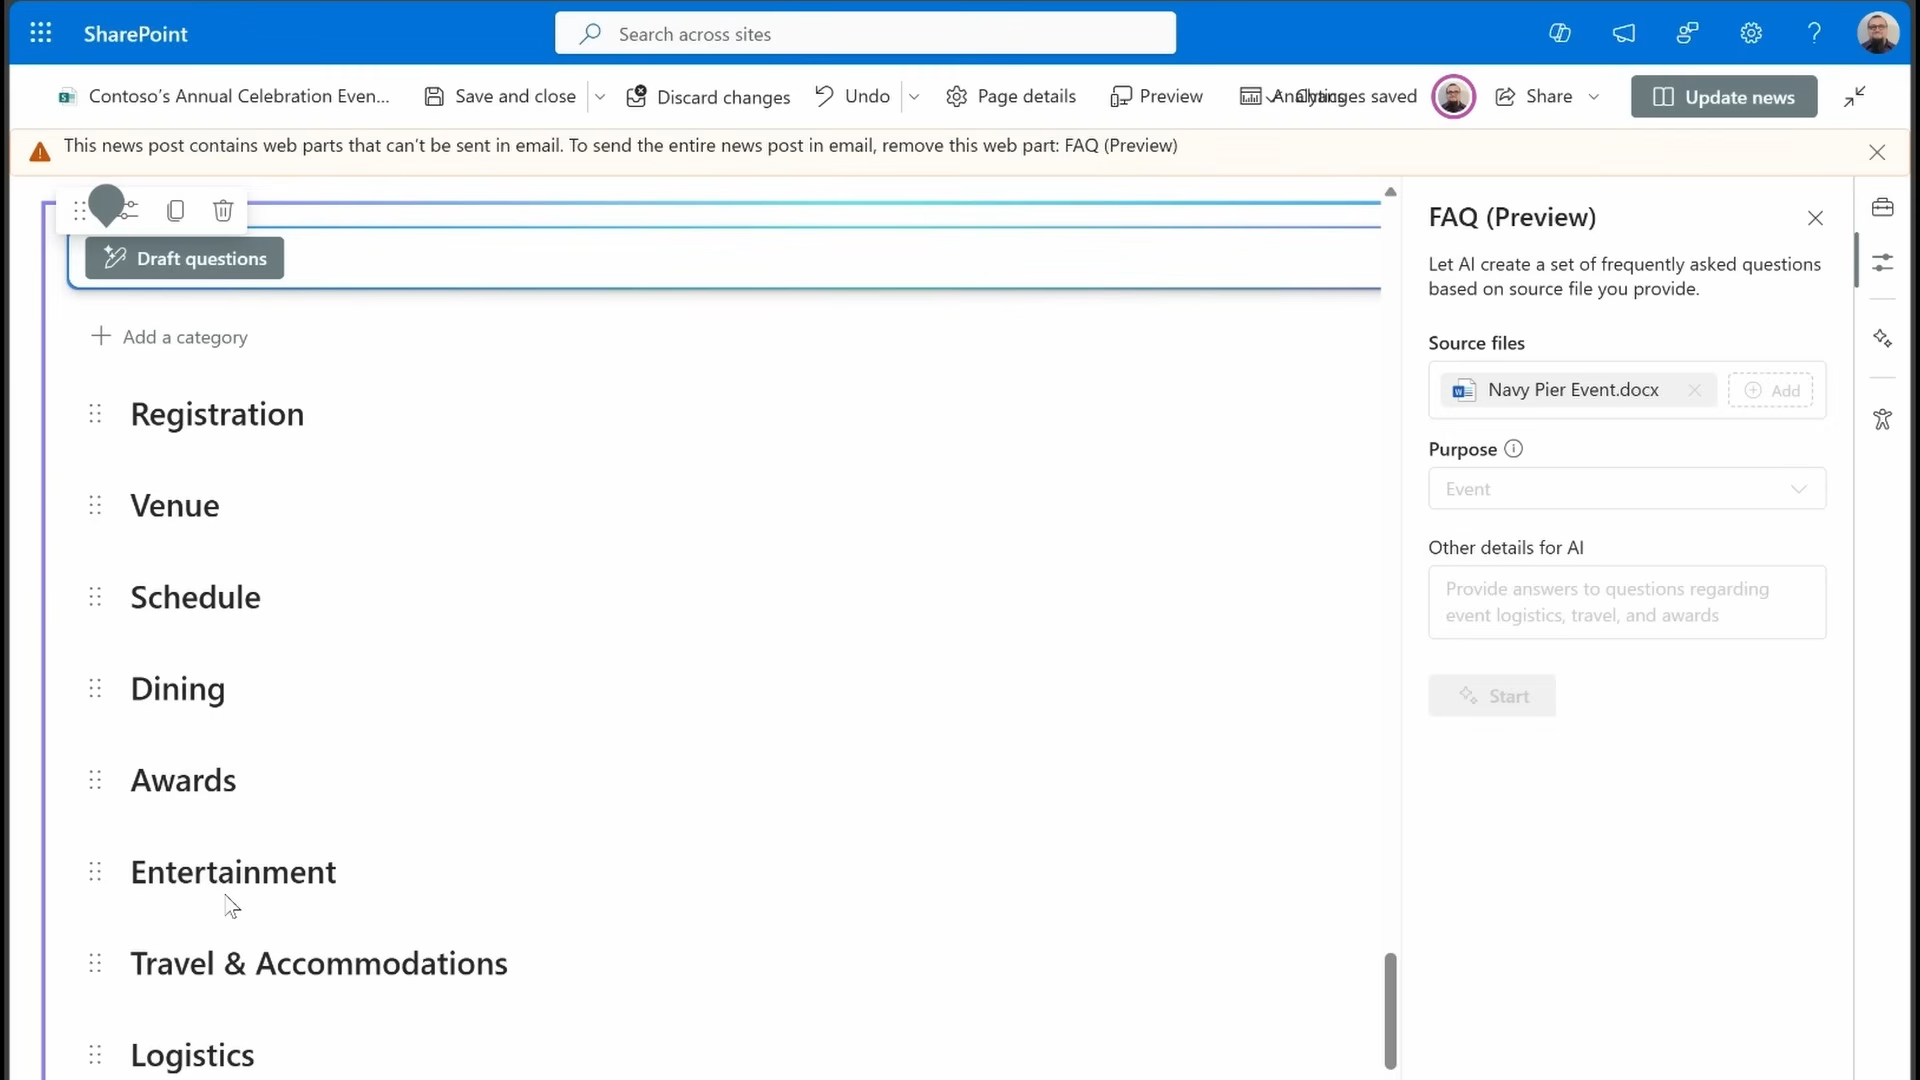 SharePoint
Search across sites
Contoso's Annual Celebration Even...
Save and close
Discard changes
Undo
Page details
Preview
Analytics
Changes saved
Share
Update news
This news post contains web parts that can't be sent in email. To send the entire news post in email, remove this web part: FAQ (Preview)
Draft questions
Add a category
Registration
Venue
Schedule
Dining
Awards
Entertainment
Travel & Accommodations
Logistics
FAQ (Preview)
Let AI create a set of frequently asked questions
based on source file you provide.
Source files
Navy Pier Event.docx
Add
Purpose
Event
Other details for AI
Provide answers to questions regarding
event logistics, travel, and awards
Start